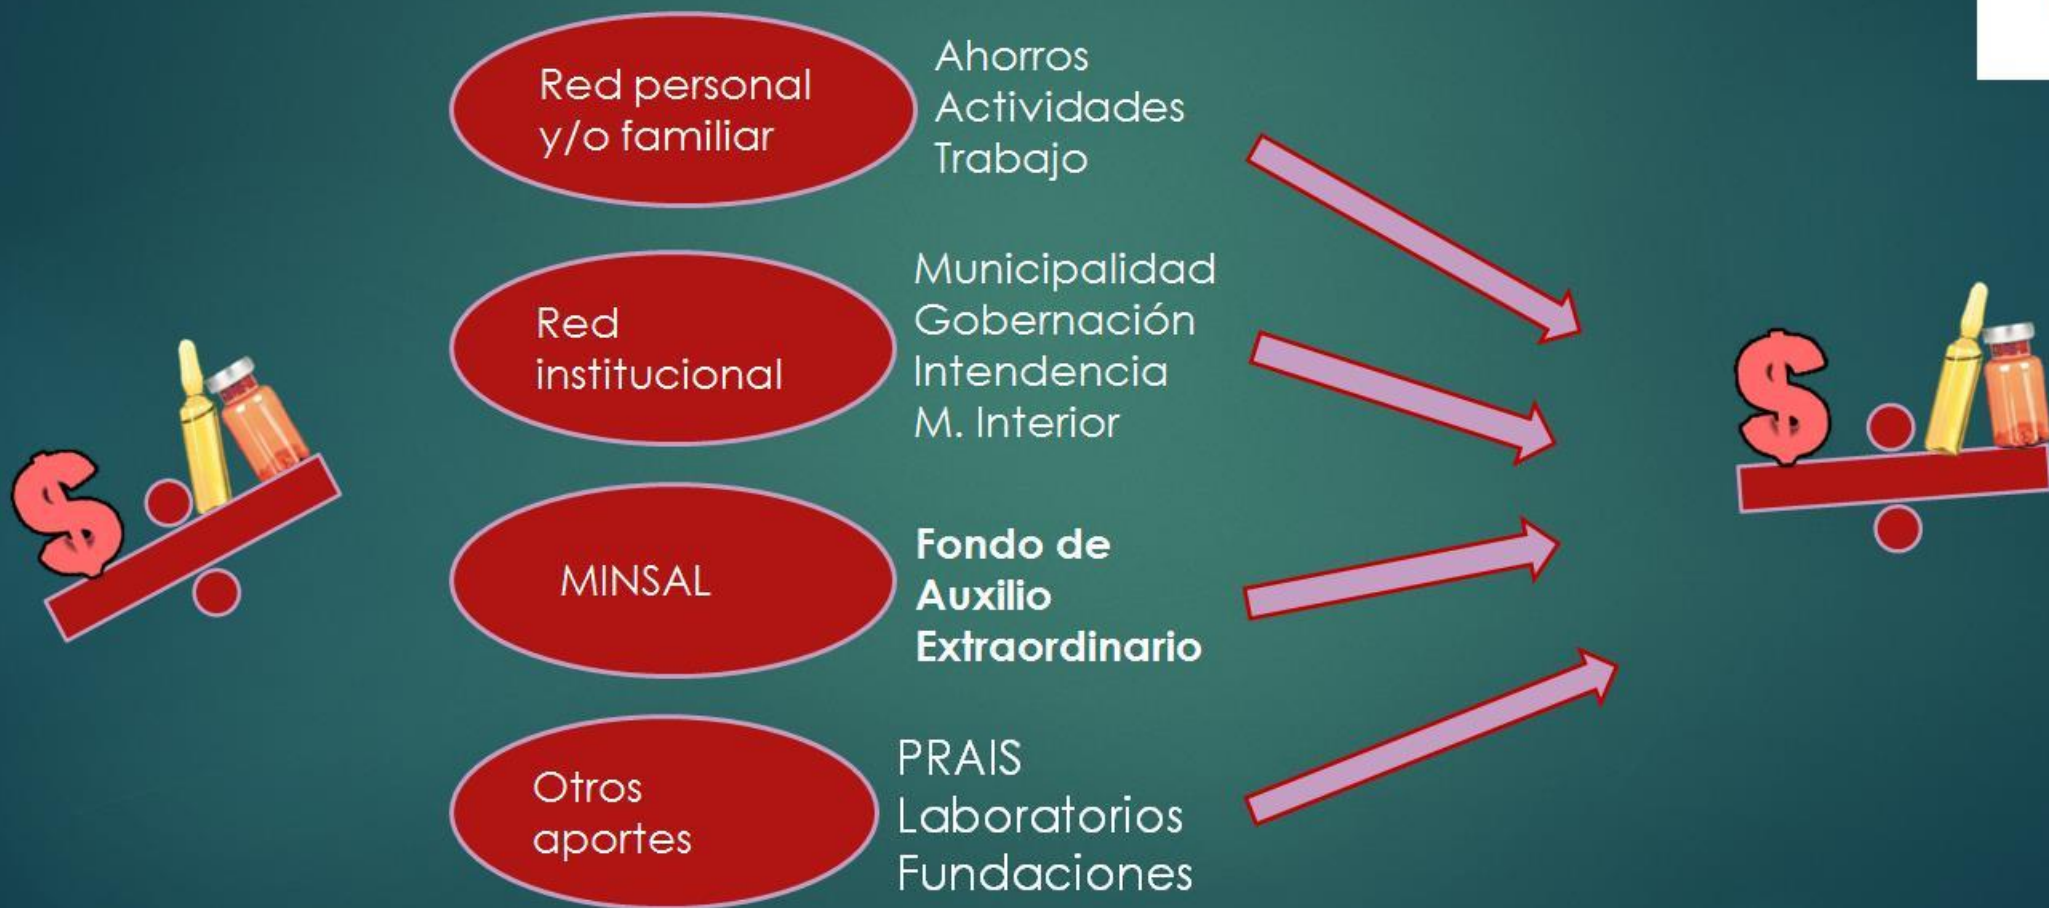 Red personal
y/o familiar
Ahorros
Actividades
Trabajo
Red
institucional
Municipalidad
Gobernación
Intendencia
M. Interior
MINSAL
Fondo de
Auxilio
Extraordinario
Otros
aportes
PRAIS
Laboratorios
Fundaciones
$
$